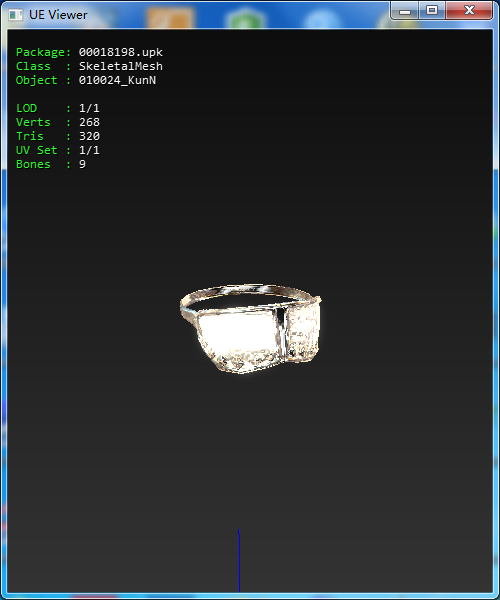 UE Viewer
Package: 00018198.upk
Class : SkeletalMesh
Object : 010024_KunN
LOD : 1/1
Verts : 268
Tris : 320
UV Set : 1/1
Bones : 9